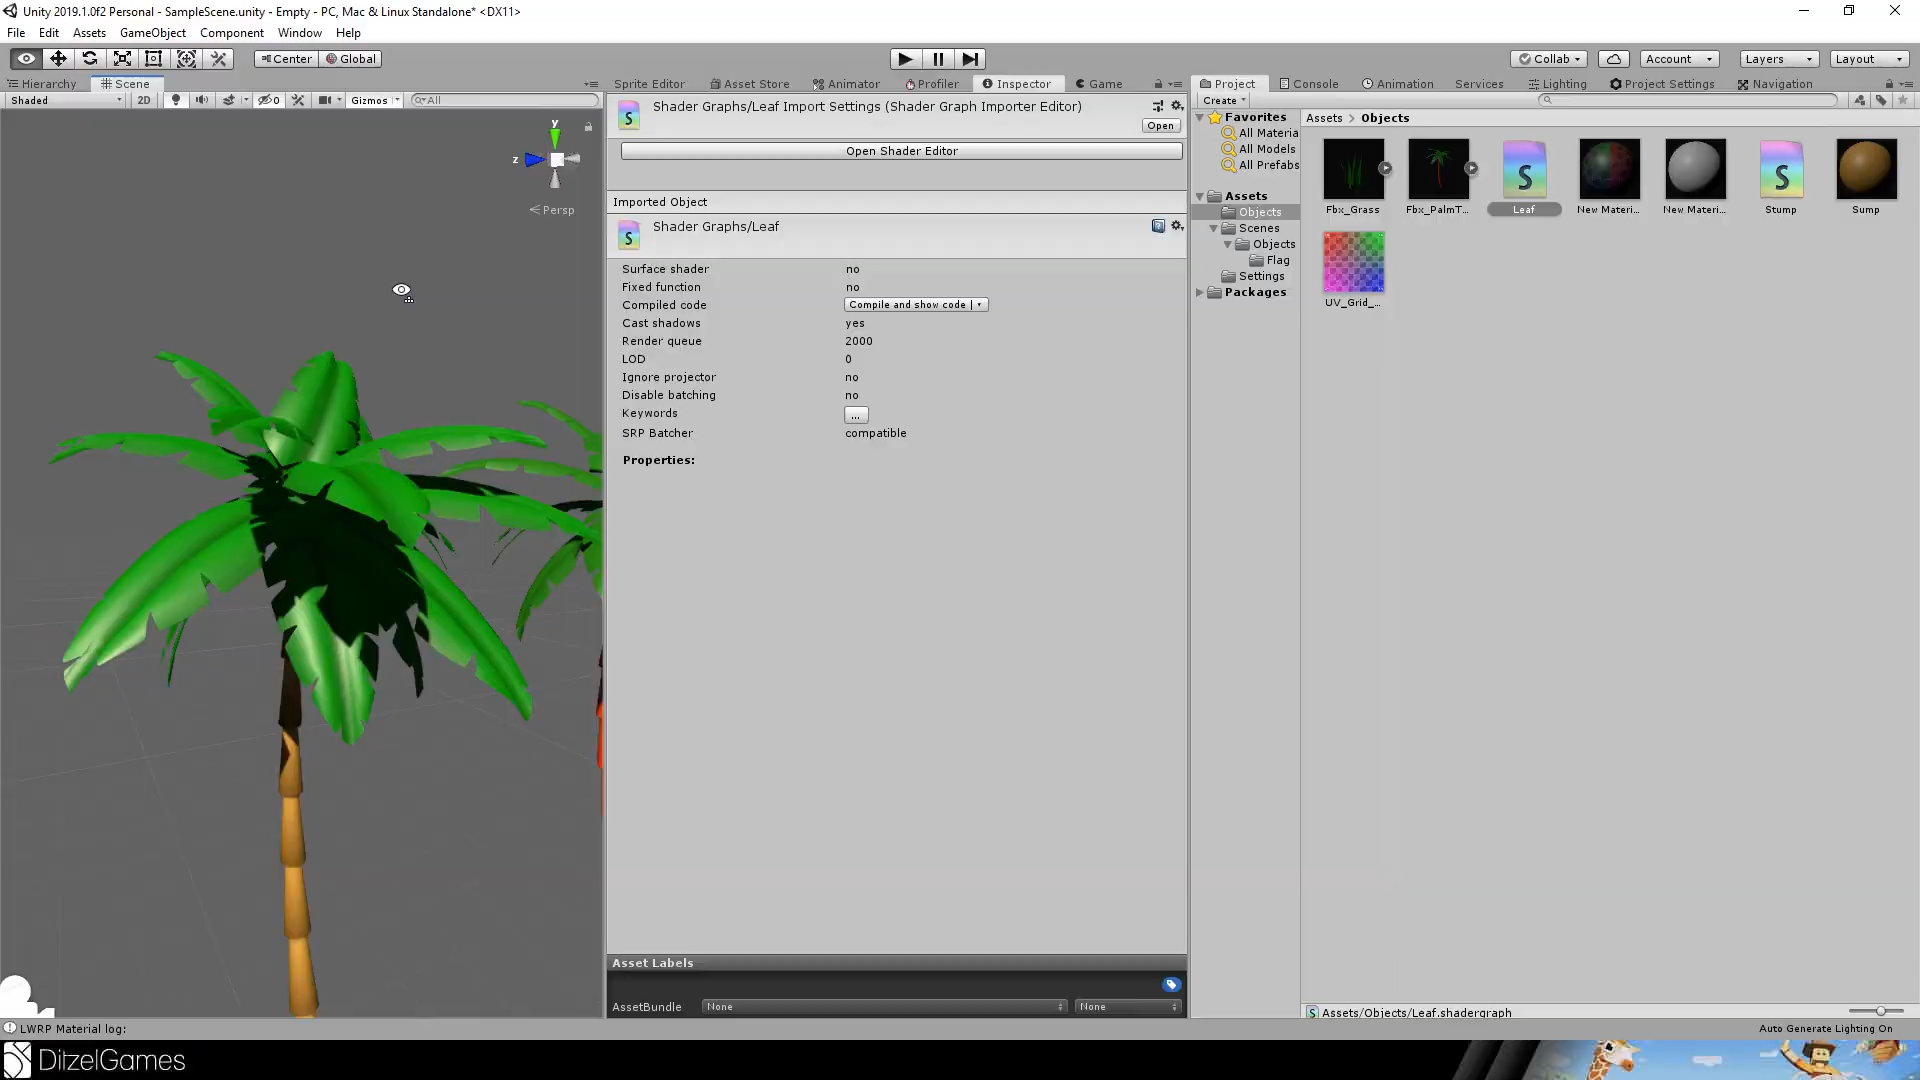 Unity 2019.1.0f2 Personal - SampleScene.unity - Empty - PC, Mac & Linux Standalone* <DX11>
File Edit Assets GameObject Component Window Help
Center Global Collab Account Layers Layout
Hierarchy Scene Sprite Editor Asset Store Animator Profiler Inspector Game Project Console Animation Services Lighting Project Settings Navigation
Shaded 2D 0 Gizmos All
Create
Shader Graphs/Leaf Import Settings (Shader Graph Importer Editor)
Open
Open Shader Editor
Imported Object
Shader Graphs/Leaf
Surface shader no
Fixed function no
Compiled code Compile and show code
Cast shadows yes
Render queue 2000
LOD 0
Ignore projector no
Disable batching no
Keywords ...
SRP Batcher compatible
Properties:
y
z
Persp
Favorites
All Materia
All Models
All Prefabs
Assets
Objects
Scenes
Objects
Flag
Settings
Packages
Assets > Objects
Fbx_Grass Fbx_PalmT... Leaf New Materi... New Materi... Stump Sump
UV_Grid_...
Asset Labels
AssetBundle None None
Assets/Objects/Leaf.shadergraph
LWRP Material log:
Auto Generate Lighting On
DitzelGames